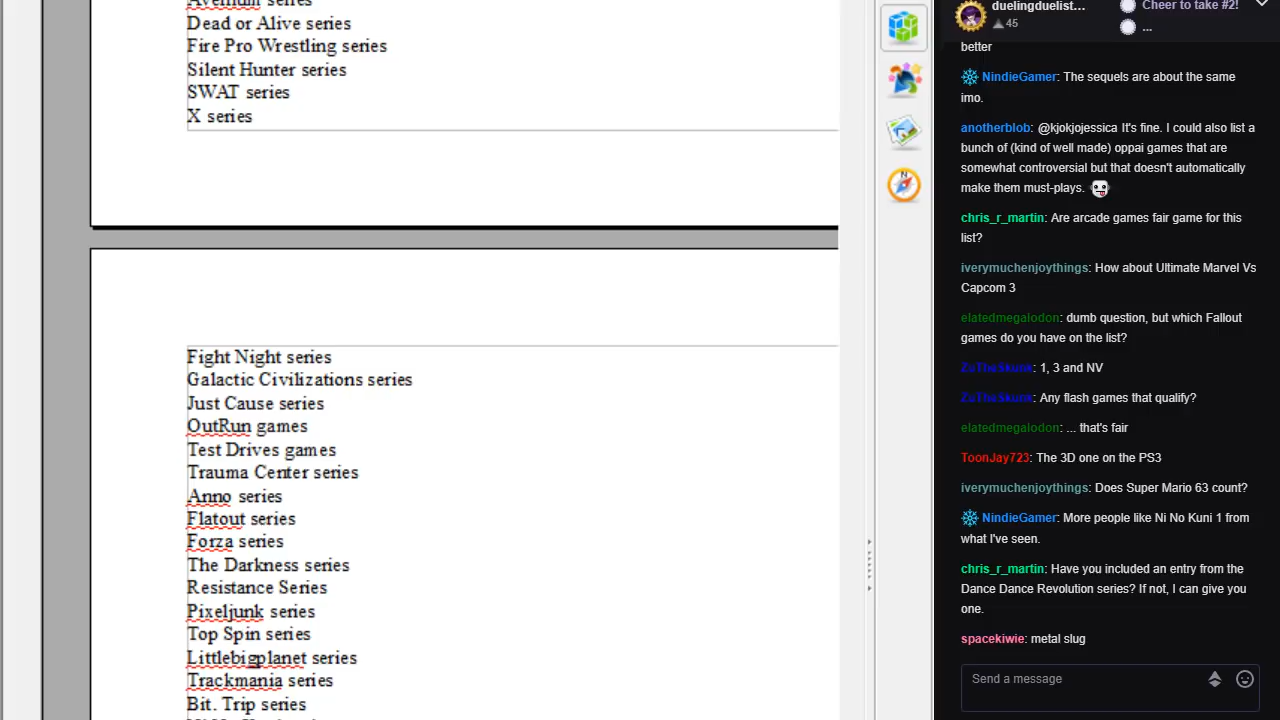 Avernum series
Dead or Alive series
Fire Pro Wrestling series
Silent Hunter series
SWAT series
X series
Fight Night series
Galactic Civilizations series
Just Cause series
OutRun games
Test Drives games
Trauma Center series
Anno series
Flatout series
Forza series
The Darkness series
Resistance Series
Pixeljunk series
Top Spin series
Littlebigplanet series
Trackmania series
Bit. Trip series
duelingduelist...
45
Cheer to take #2!
...
better
NindieGamer: The sequels are about the same
imo.
anotherblob: @kjokjojessica It's fine. I could also list a
bunch of (kind of well made) oppai games that are
somewhat controversial but that doesn't automatically
make them must-plays.
chris_r_martin: Are arcade games fair game for this
list?
iverymuchenjoythings: How about Ultimate Marvel Vs
Capcom 3
elatedmegalodon: dumb question, but which Fallout
games do you have on the list?
ZuTheSkunk: 1, 3 and NV
ZuTheSkunk: Any flash games that qualify?
elatedmegalodon: ... that's fair
ToonJay723: The 3D one on the PS3
iverymuchenjoythings: Does Super Mario 63 count?
NindieGamer: More people like Ni No Kuni 1 from
what I've seen.
chris_r_martin: Have you included an entry from the
Dance Dance Revolution series? If not, I can give you
one.
spacekiwie: metal slug
Send a message